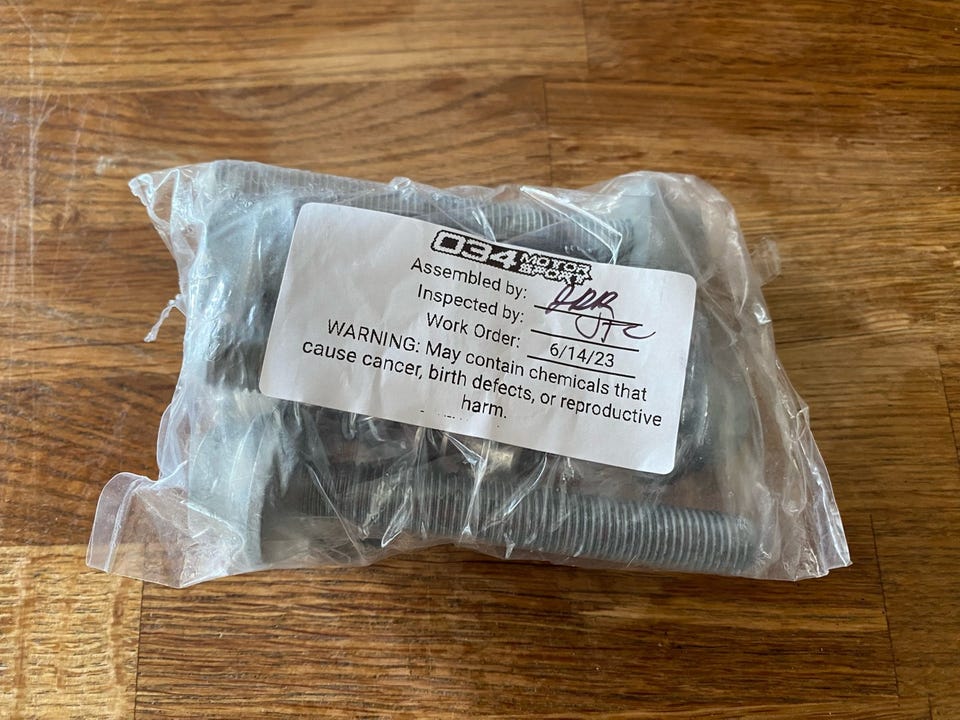 034 MOTOR
SPORT
Assembled by:
Inspected by: JTC
Work Order: 6/14/23
WARNING: May contain chemicals that
cause cancer, birth defects, or reproductive
harm.